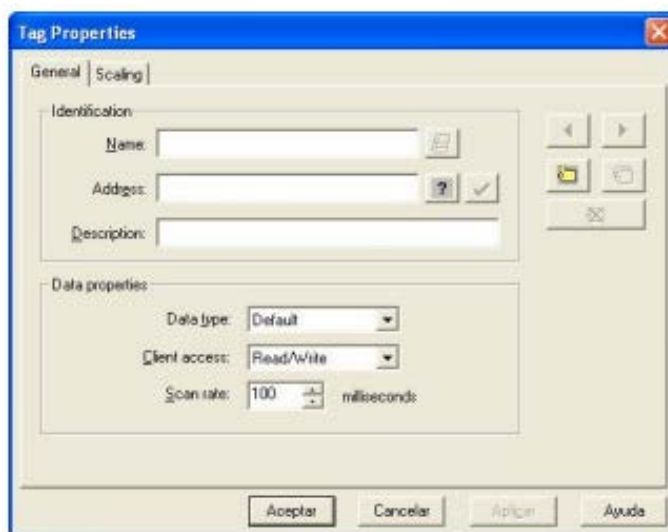 Tag Properties
General Scaling
Identification
Name:
Address: ?
Description:
Data properties
Data type: Default
Client access: Read/Write
Scan rate: 100 milliseconds
Aceptar Cancelar Aplicar Ayuda